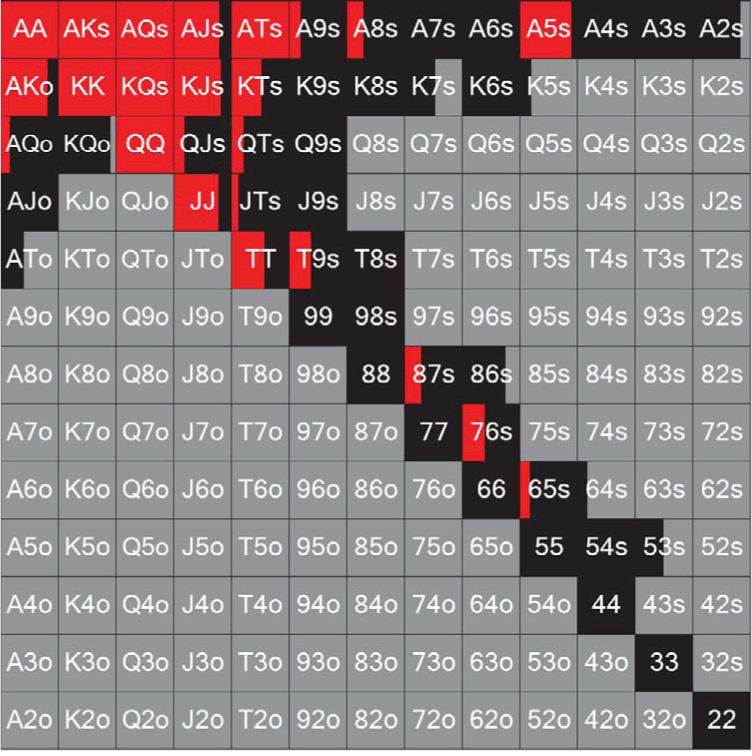 AA AKs AQs AJs ATs A9s A8s A7s A6s A5s A4s A3s A2s
AKo KK KQs KJs KTs K9s K8s K7s K6s K5s K4s K3s K2s
AQo KQo QQ QJs QTs Q9s Q8s Q7s Q6s Q5s Q4s Q3s Q2s
AJo KJo QJo JJ JTs J9s J8s J7s J6s J5s J4s J3s J2s
ATo KTo QTo JTo TT T9s T8s T7s T6s T5s T4s T3s T2s
A9o K9o Q9o J9o T9o 99 98s 97s 96s 95s 94s 93s 92s
A8o K8o Q8o J8o T8o 98o 88 87s 86s 85s 84s 83s 82s
A7o K7o Q7o J7o T7o 97o 87o 77 76s 75s 74s 73s 72s
A6o K6o Q6o J6o T6o 96o 86o 76o 66 65s 64s 63s 62s
A5o K5o Q5o J5o T5o 95o 85o 75o 65o 55 54s 53s 52s
A4o K4o Q4o J4o T4o 94o 84o 74o 64o 54o 44 43s 42s
A3o K3o Q3o J3o T3o 93o 83o 73o 63o 53o 43o 33 32s
A2o K2o Q2o J2o T2o 92o 82o 72o 62o 52o 42o 32o 22